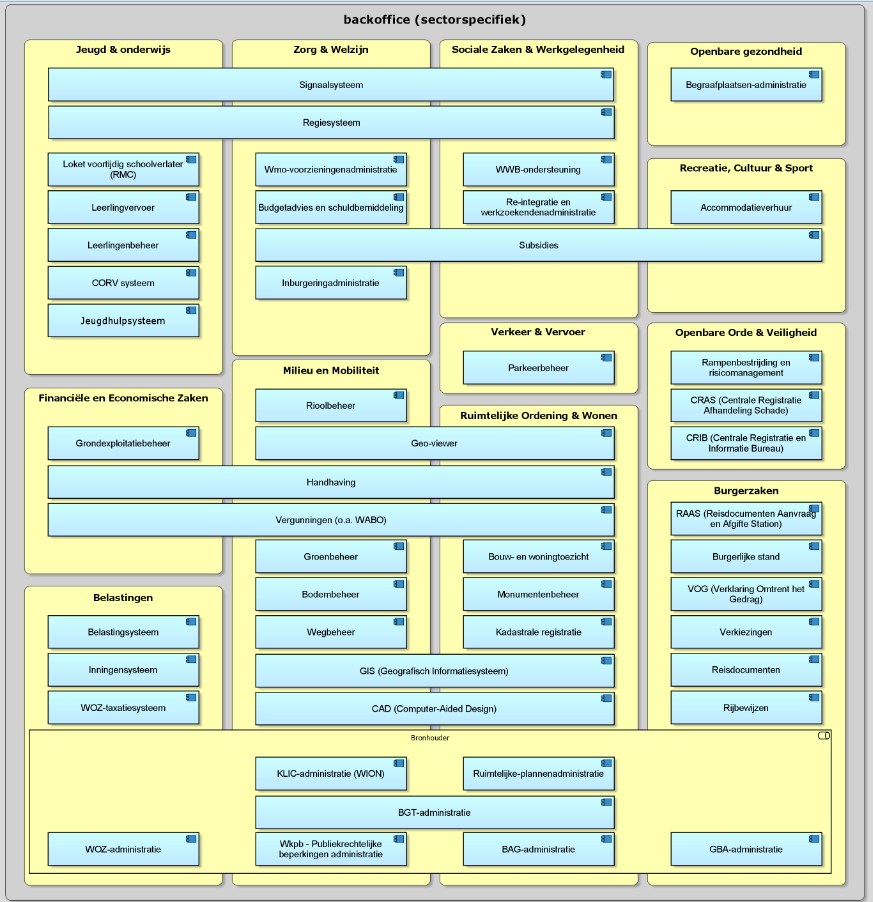 backoffice (sectorspecifiek)
Jeugd & onderwijs
Zorg & Welzijn
Sociale Zaken & Werkgelegenheid
Openbare gezondheid
Signaalsysteem
Begraafplaatsen-administratie
Regiesysteem
Loket voortijdig schoolverlater
(RMC)
Wmo-voorzieningenadministratie
WWB-ondersteuning
Recreatie, Cultuur & Sport
Leerlingvervoer
Budgetadvies en schuldbemiddeling
Re-integratie en
werkzoekendenadministratie
Accommodatieverhuur
Leerlingenbeheer
Subsidies
CORV systeem
Inburgeringadministratie
Jeugdhulpsysteem
Verkeer & Vervoer
Openbare Orde & Veiligheid
Milieu en Mobiliteit
Parkeerbeheer
Rampenbestrijding en
risicomanagement
Financiële en Economische Zaken
Rioolbeheer
Ruimtelijke Ordening & Wonen
CRAS (Centrale Registratie
Afhandeling Schade)
Grondexploitatiebeheer
Geo-viewer
CRIB (Centrale Registratie en
Informatie Bureau)
Handhaving
Burgerzaken
Vergunningen (o.a. WABO)
RAAS (Reisdocumenten Aanvraag
en Afgifte Station)
Groenbeheer
Bouw- en woningtoezicht
Burgerlijke stand
Belastingen
Bodembeheer
Monumentenbeheer
VOG (Verklaring Omtrent het
Gedrag)
Belastingsysteem
Wegbeheer
Kadastrale registratie
Verkiezingen
Inningensysteem
GIS (Geografisch Informatiesysteem)
Reisdocumenten
WOZ-taxatiesysteem
CAD (Computer-Aided Design)
Rijbewijzen
Bronhouder
KLIC-administratie (WION)
Ruimtelijke-plannenadministratie
BGT-administratie
WOZ-administratie
Wkpb - Publiekrechtelijke
beperkingen administratie
BAG-administratie
GBA-administratie